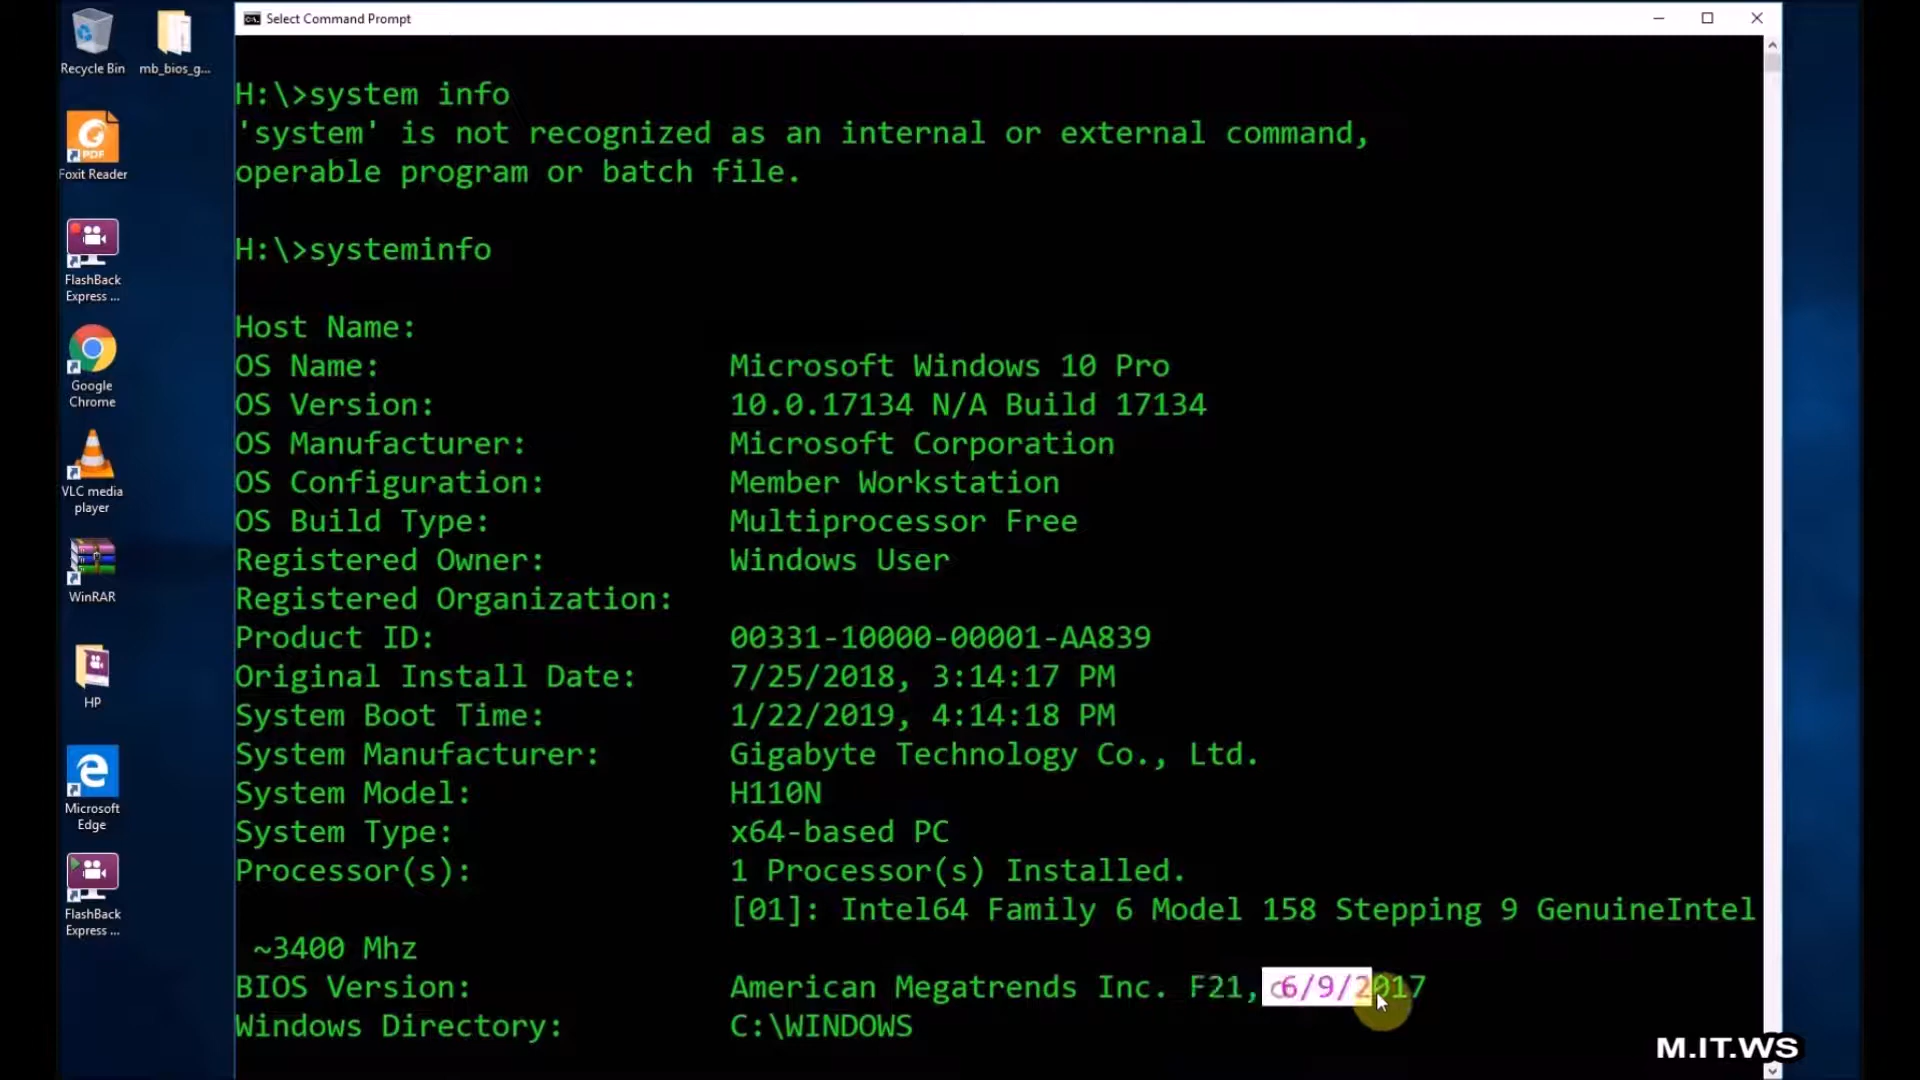 Select Command Prompt
Recycle Bin
mb_bios_g...
PDF
Foxit Reader
FlashBack
Express ...
Google
Chrome
VLC media
player
WinRAR
HP
Microsoft
Edge
FlashBack
Express ...
H:\>system info
'system' is not recognized as an internal or external command,
operable program or batch file.
H:\>systeminfo
Host Name:
OS Name: Microsoft Windows 10 Pro
OS Version: 10.0.17134 N/A Build 17134
OS Manufacturer: Microsoft Corporation
OS Configuration: Member Workstation
OS Build Type: Multiprocessor Free
Registered Owner: Windows User
Registered Organization:
Product ID: 00331-10000-00001-AA839
Original Install Date: 7/25/2018, 3:14:17 PM
System Boot Time: 1/22/2019, 4:14:18 PM
System Manufacturer: Gigabyte Technology Co., Ltd.
System Model: H110N
System Type: x64-based PC
Processor(s): 1 Processor(s) Installed.
[01]: Intel64 Family 6 Model 158 Stepping 9 GenuineIntel
~3400 Mhz
BIOS Version: American Megatrends Inc. F21, 6/9/2017
Windows Directory: C:\WINDOWS
M.IT.WS